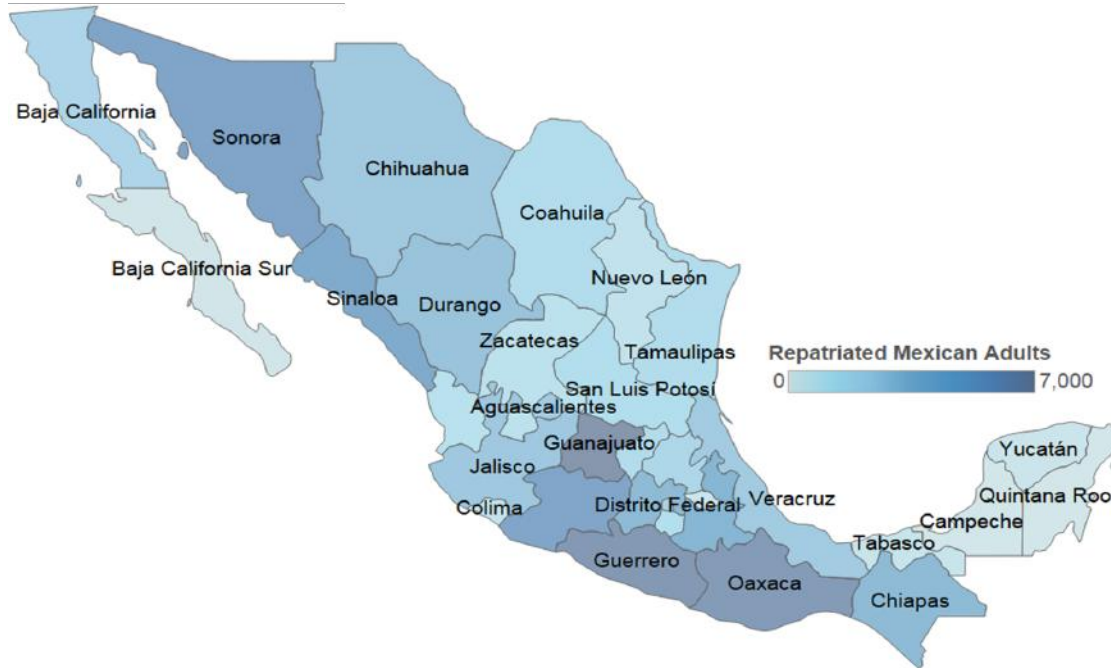 Baja California
Sonora
Chihuahua
Coahuila
Baja California Sur
Nuevo León
Sinaloa
Durango
Zacatecas
Tamaulipas
Repatriated Mexican Adults
0
7,000
San Luis Potosí
Aguascalientes
Guanajuato
Yucatán
Jalisco
Quintana Roo
Colima
Distrito Federal
Veracruz
Campeche
Tabasco
Guerrero
Oaxaca
Chiapas